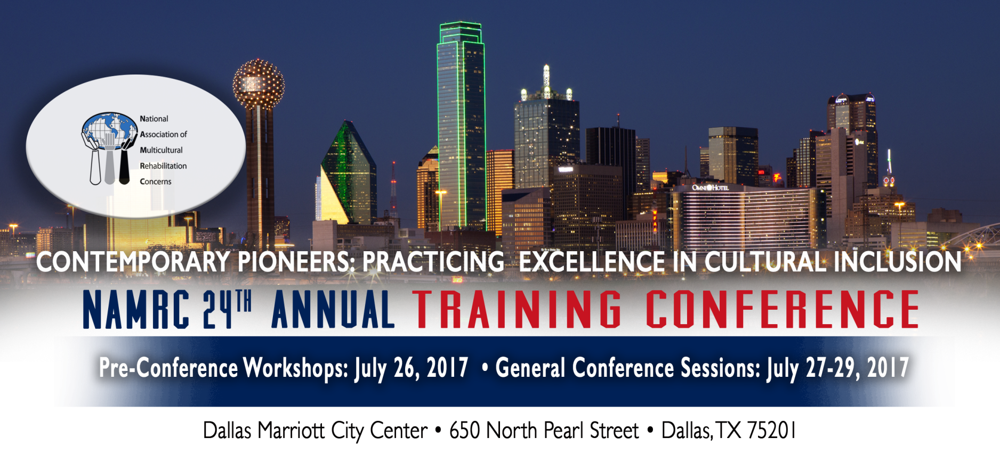 National
Association of
Multicultural
Rehabilitation
Concerns
OMNI HOTEL
at&t
WFAA
CONTEMPORARY PIONEERS: PRACTICING EXCELLENCE IN CULTURAL INCLUSION
NAMRC 24TH ANNUAL TRAINING CONFERENCE
Pre-Conference Workshops: July 26, 2017 • General Conference Sessions: July 27-29, 2017
Dallas Marriott City Center • 650 North Pearl Street • Dallas, TX 75201